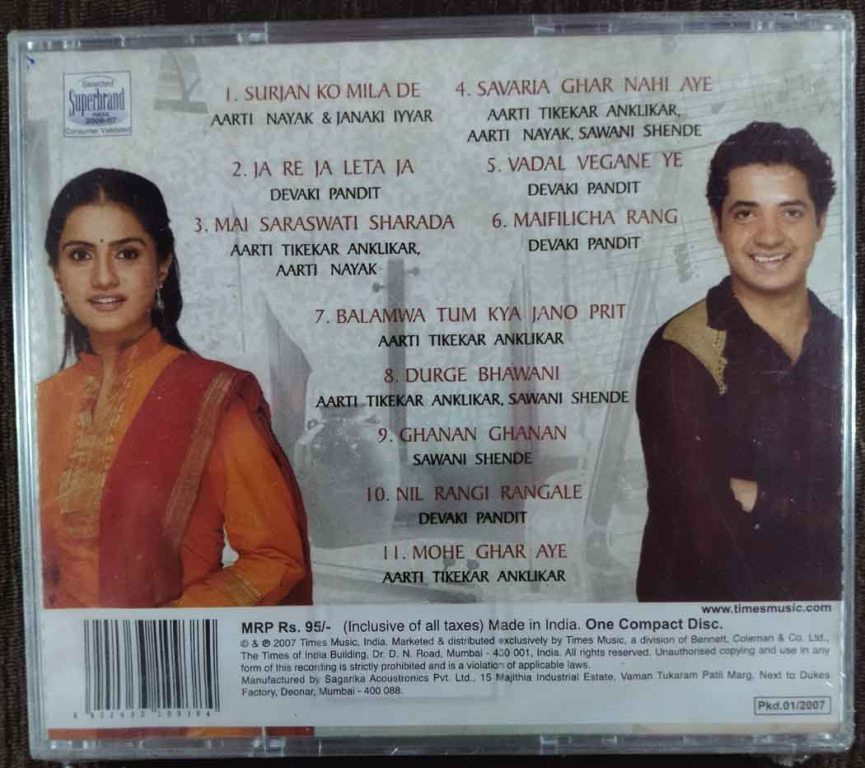 Selected
Superbrand
INDIA
2006-07
Consumer Validated
1. SURJAN KO MILA DE
AARTI NAYAK & JANAKI IYYAR
2. JA RE JA LETA JA
DEVAKI PANDIT
3. MAI SARASWATI SHARADA
AARTI TIKEKAR ANKLIKAR,
AARTI NAYAK
4. SAVARIA GHAR NAHI AYE
AARTI TIKEKAR ANKLIKAR,
AARTI NAYAK, SAWANI SHENDE
5. VADAL VEGANE YE
DEVAKI PANDIT
6. MAIFILICHA RANG
DEVAKI PANDIT
7. BALAMWA TUM KYA JANO PRIT
AARTI TIKEKAR ANKLIKAR
8. DURGE BHAWANI
AARTI TIKEKAR ANKLIKAR, SAWANI SHENDE
9. GHANAN GHANAN
SAWANI SHENDE
10. NIL RANGI RANGALE
DEVAKI PANDIT
11. MOHE GHAR AYE
AARTI TIKEKAR ANKLIKAR
www.timesmusic.com
MRP Rs. 95/- (Inclusive of all taxes) Made in India. One Compact Disc.
© & ℗ 2007 Times Music, India. Marketed & distributed exclusively by Times Music, a division of Bennett, Coleman & Co. Ltd.,
The Times of India Building, Dr. D. N. Road, Mumbai - 400 001, India. All rights reserved. Unauthorised copying and use in any
form of this recording is strictly prohibited and is a violation of applicable laws.
Manufactured by Sagarika Acoustronics Pvt. Ltd., 15 Majithia Industrial Estate, Vaman Tukaram Patil Marg, Next to Dukes
Factory, Deonar, Mumbai - 400 088.
Pkd.01/2007